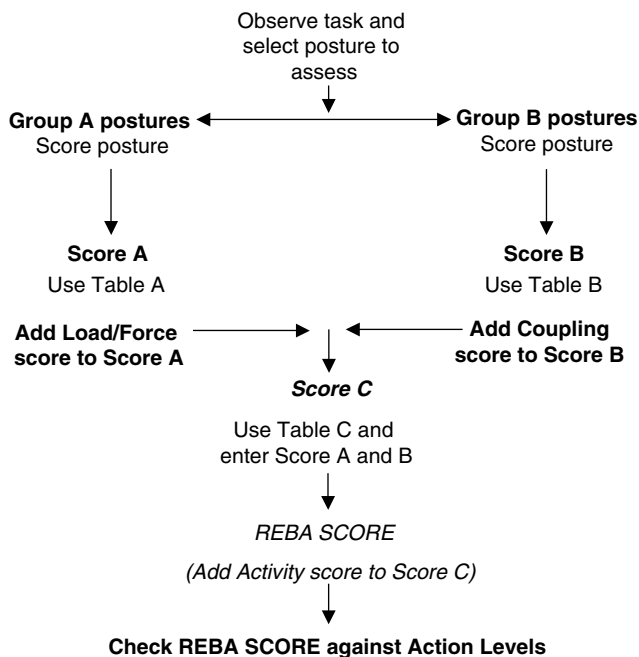 Observe task and
select posture to
assess
Group A postures
Score posture
Group B postures
Score posture
Score A
Use Table A
Score B
Use Table B
Add Load/Force
score to Score A
Add Coupling
score to Score B
Score C
Use Table C and
enter Score A and B
REBA SCORE
(Add Activity score to Score C)
Check REBA SCORE against Action Levels